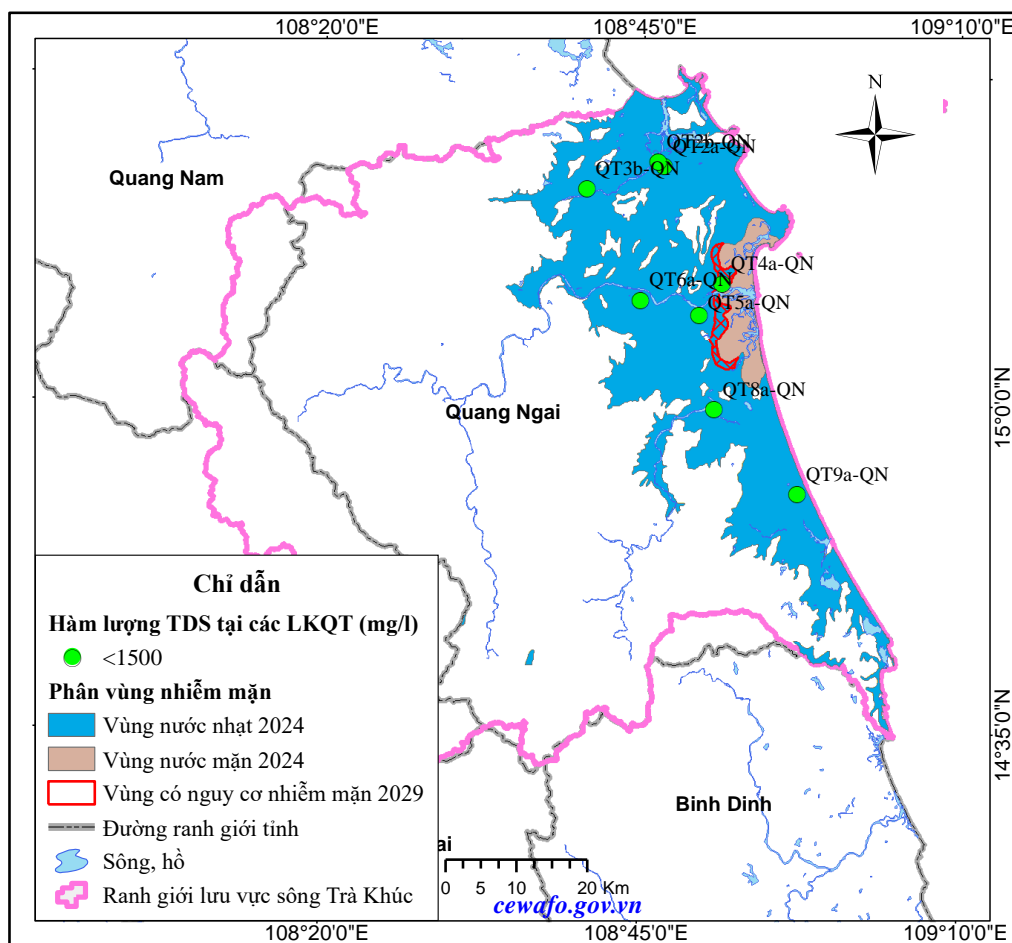 108°20'0"E 108°45'0"E 109°10'0"E
N
QT2b-QN
QT2a-QN
QT3b-QN
Quang Nam
QT4a-QN
QT6a-QN
QT5a-QN
QT8a-QN
Quang Ngai
15°0'0"N
QT9a-QN
Chỉ dẫn
Hàm lượng TDS tại các LKQT (mg/l)
<1500
Phân vùng nhiễm mặn
Vùng nước nhạt 2024
Vùng nước mặn 2024
Vùng có nguy cơ nhiễm mặn 2029
Đường ranh giới tỉnh
Sông, hồ
Ranh giới lưu vực sông Trà Khúc
14°35'0"N
Binh Dinh
ai
0 5 10 20 Km
cewafo.gov.vn
108°20'0"E 108°45'0"E 109°10'0"E